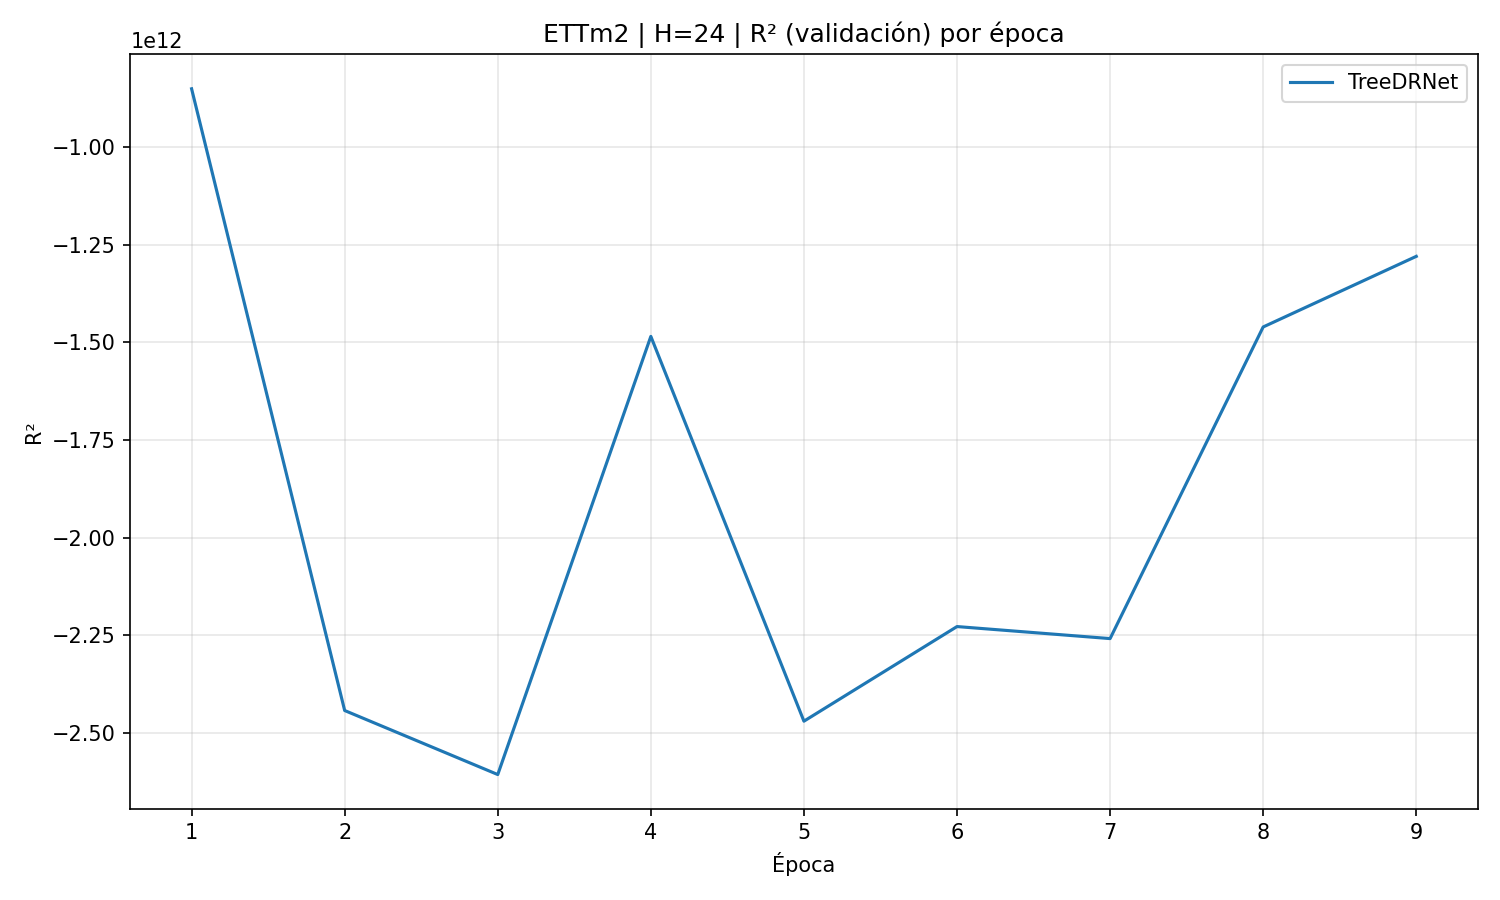 ETTm2 | H=24 | R² (validación) por época
1e12
TreeDRNet
−1.00
−1.25
−1.50
−1.75
−2.00
−2.25
−2.50
R²
1 2 3 4 5 6 7 8 9
Época